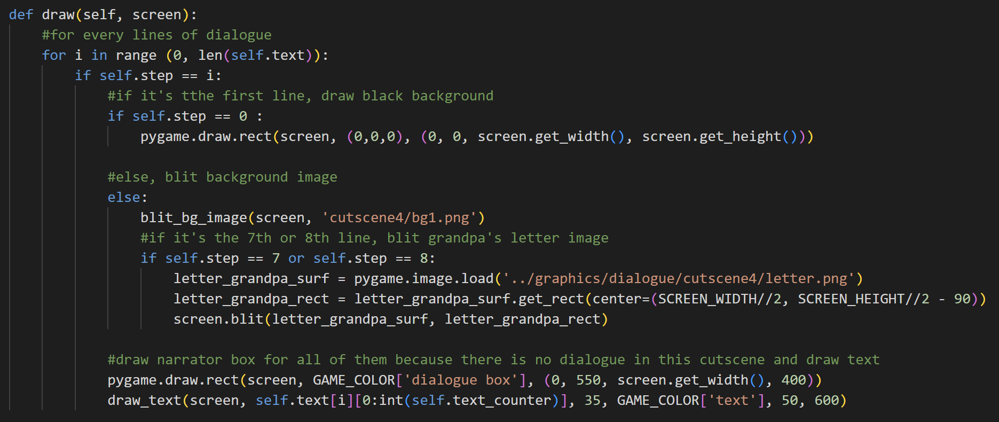 def draw(self, screen):
    #for every lines of dialogue
    for i in range (0, len(self.text)):
        if self.step == i:
            #if it's tthe first line, draw black background
            if self.step == 0 :
                pygame.draw.rect(screen, (0,0,0), (0, 0, screen.get_width(), screen.get_height()))

            #else, blit background image
            else:
                blit_bg_image(screen, 'cutscene4/bg1.png')
                #if it's the 7th or 8th line, blit grandpa's letter image
                if self.step == 7 or self.step == 8:
                    letter_grandpa_surf = pygame.image.load('../graphics/dialogue/cutscene4/letter.png')
                    letter_grandpa_rect = letter_grandpa_surf.get_rect(center=(SCREEN_WIDTH//2, SCREEN_HEIGHT//2 - 90))
                    screen.blit(letter_grandpa_surf, letter_grandpa_rect)

            #draw narrator box for all of them because there is no dialogue in this cutscene and draw text
            pygame.draw.rect(screen, GAME_COLOR['dialogue box'], (0, 550, screen.get_width(), 400))
            draw_text(screen, self.text[i][0:int(self.text_counter)], 35, GAME_COLOR['text'], 50, 600)